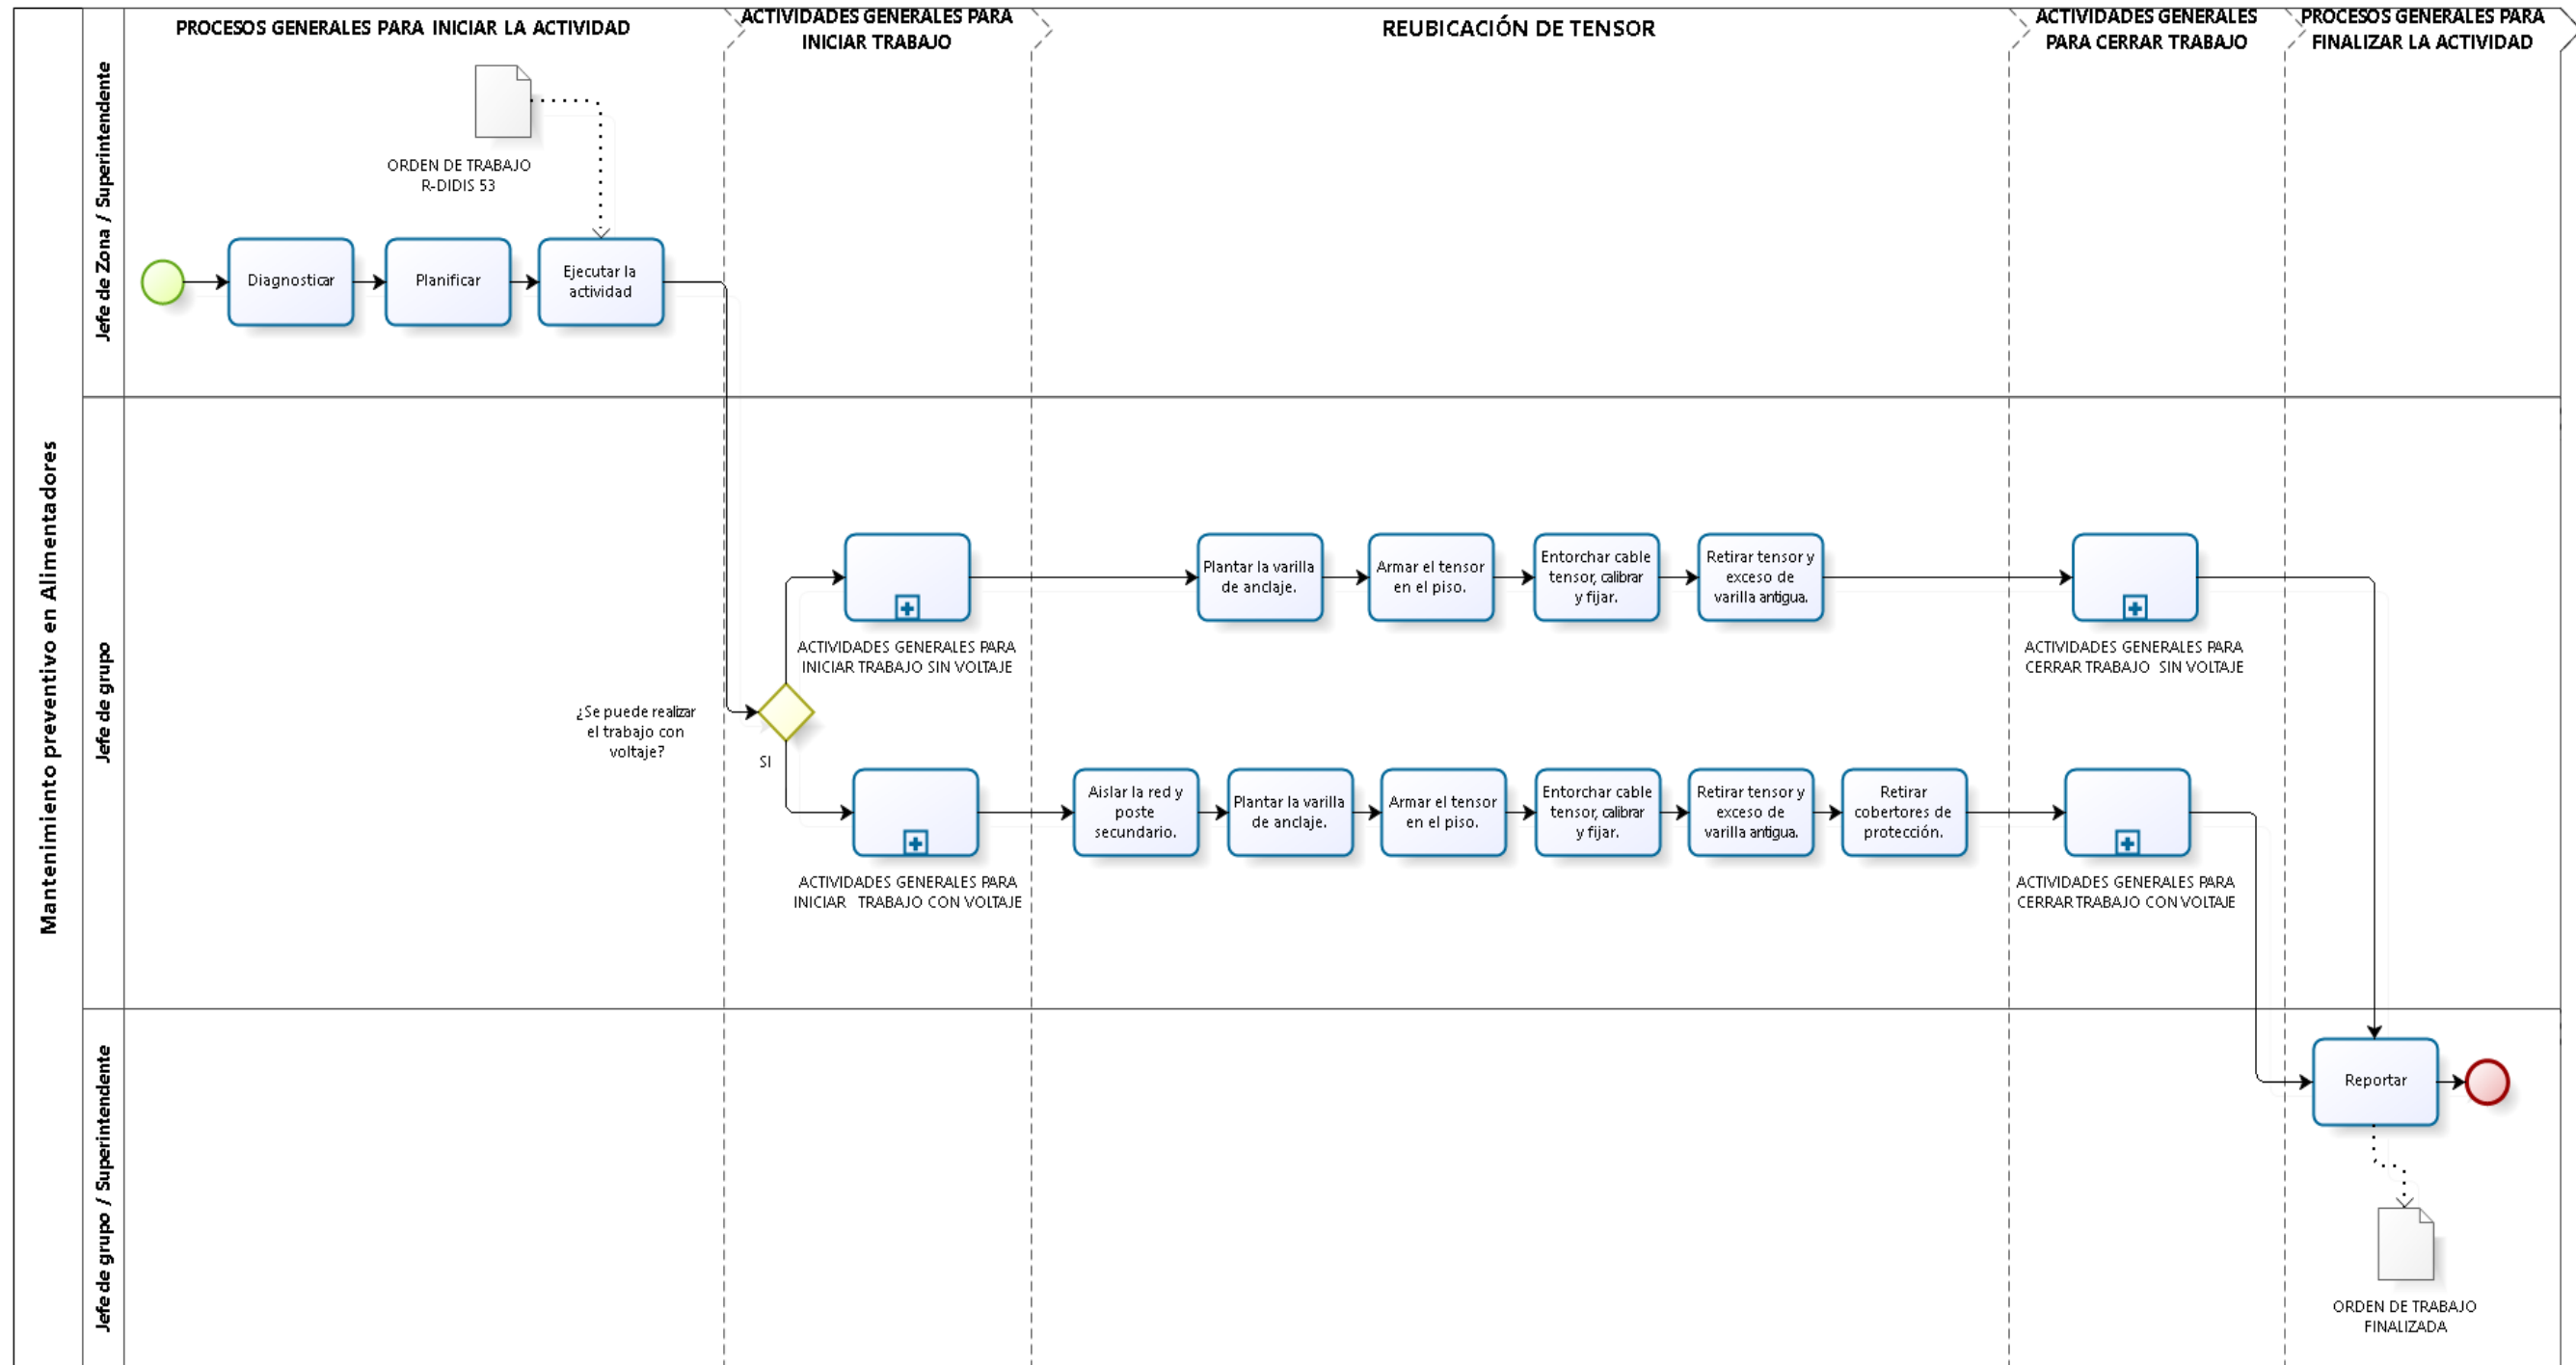 PROCESOS GENERALES PARA INICIAR LA ACTIVIDAD
ACTIVIDADES GENERALES PARA
INICIAR TRABAJO
REUBICACIÓN DE TENSOR
ACTIVIDADES GENERALES
PARA CERRAR TRABAJO
PROCESOS GENERALES PARA
FINALIZAR LA ACTIVIDAD
Mantenimiento preventivo en Alimentadores
Jefe de Zona / Superintendente
ORDEN DE TRABAJO
R-DIDIS 53
Diagnosticar
Planificar
Ejecutar la
actividad
Jefe de grupo
¿Se puede realizar
el trabajo con
voltaje?
SI
ACTIVIDADES GENERALES PARA
INICIAR TRABAJO SIN VOLTAJE
Plantar la varilla
de anclaje.
Armar el tensor
en el piso.
Entorchar cable
tensor, calibrar
y fijar.
Retirar tensor y
exceso de
varilla antigua.
ACTIVIDADES GENERALES PARA
CERRAR TRABAJO SIN VOLTAJE
ACTIVIDADES GENERALES PARA
INICIAR TRABAJO CON VOLTAJE
Aislar la red y
poste
secundario.
Plantar la varilla
de anclaje.
Armar el tensor
en el piso.
Entorchar cable
tensor, calibrar
y fijar.
Retirar tensor y
exceso de
varilla antigua.
Retirar
cobertores de
protección.
ACTIVIDADES GENERALES PARA
CERRAR TRABAJO CON VOLTAJE
Jefe de grupo / Superintendente
Reportar
ORDEN DE TRABAJO
FINALIZADA